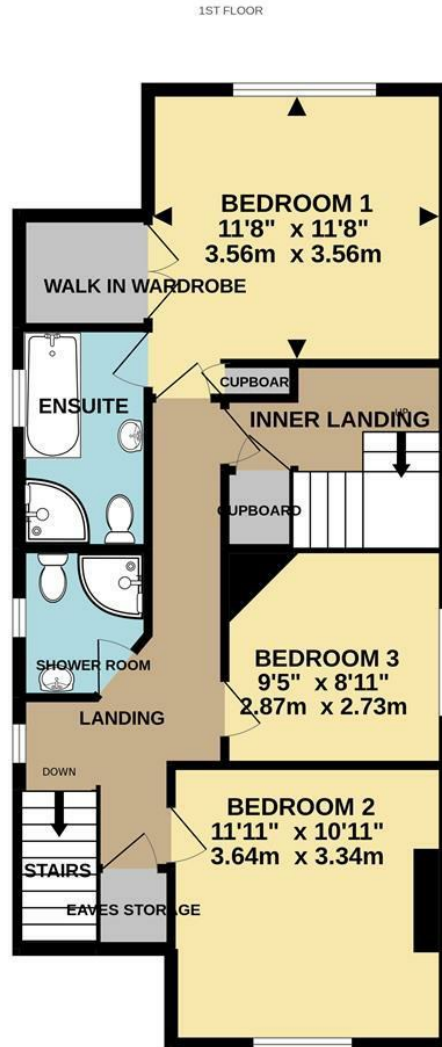 1ST FLOOR
BEDROOM 1
11'8" x 11'8"
3.56m x 3.56m
WALK IN WARDROBE
CUPBOARD
ENSUITE
INNER LANDING
UP
CUPBOARD
SHOWER ROOM
BEDROOM 3
9'5" x 8'11"
2.87m x 2.73m
LANDING
DOWN
BEDROOM 2
11'11" x 10'11"
3.64m x 3.34m
STAIRS
EAVES STORAGE